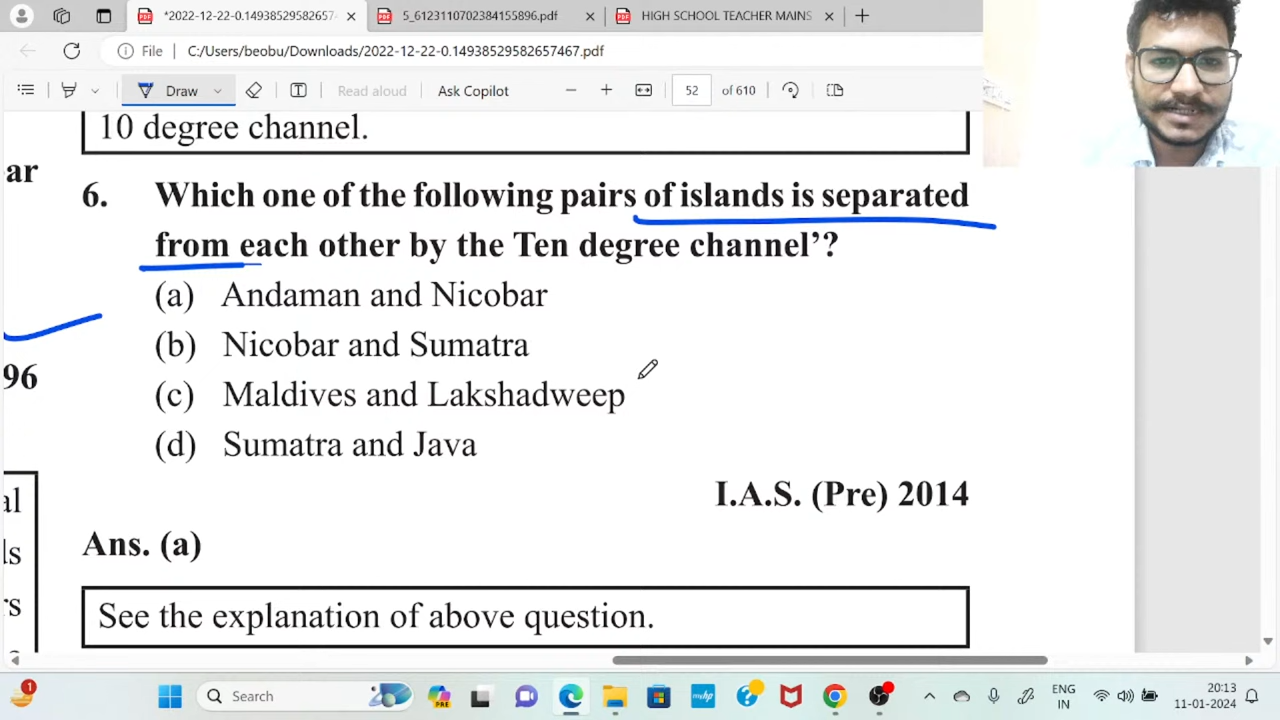 *2022-12-22-0.14938529582657
5_6123110702384155896.pdf
HIGH SCHOOL TEACHER MAINS
File
C:/Users/beobu/Downloads/2022-12-22-0.14938529582657467.pdf
Draw
Read aloud
Ask Copilot
52 of 610
10 degree channel.
ar
6. Which one of the following pairs of islands is separated
from each other by the Ten degree channel'?
(a) Andaman and Nicobar
(b) Nicobar and Sumatra
96
(c) Maldives and Lakshadweep
(d) Sumatra and Java
I.A.S. (Pre) 2014
al
Ans. (a)
ls
rs
See the explanation of above question.
1
Search
PRE
myhp
ENG
IN
20:13
11-01-2024